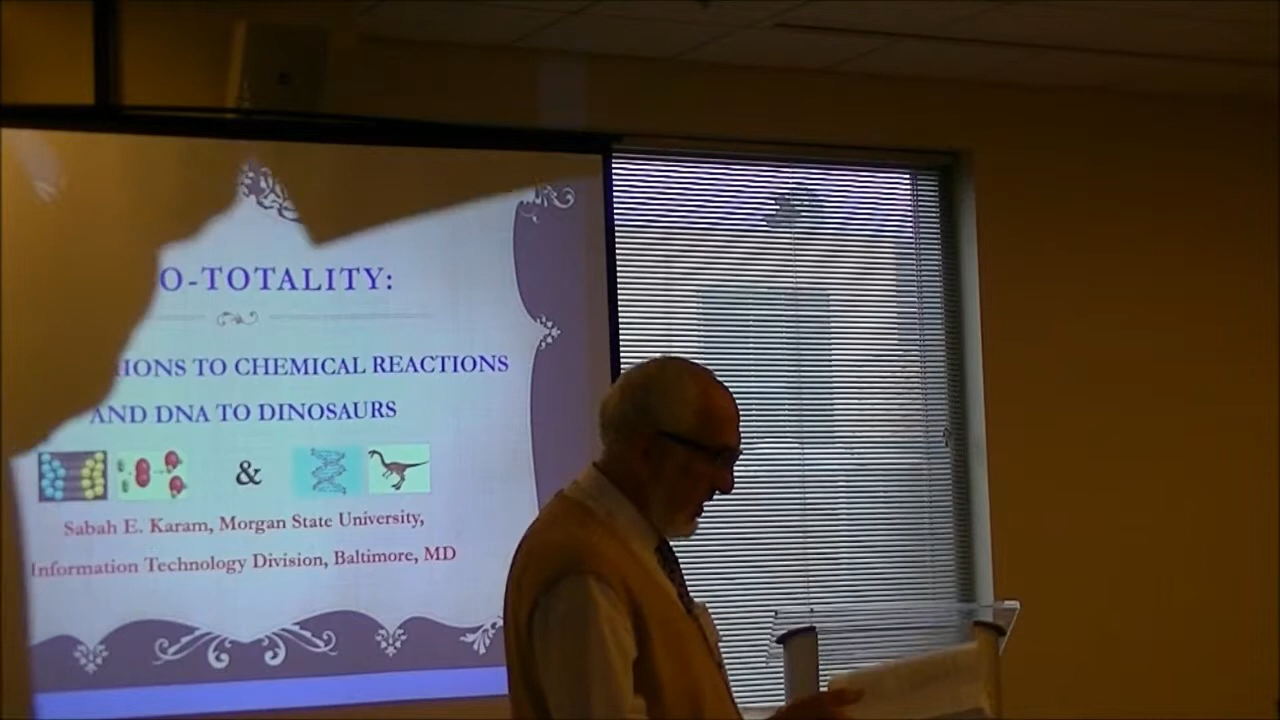 O-TOTALITY:
IONS TO CHEMICAL REACTIONS
AND DNA TO DINOSAURS
&
Sabah E. Karam, Morgan State University,
Information Technology Division, Baltimore, MD